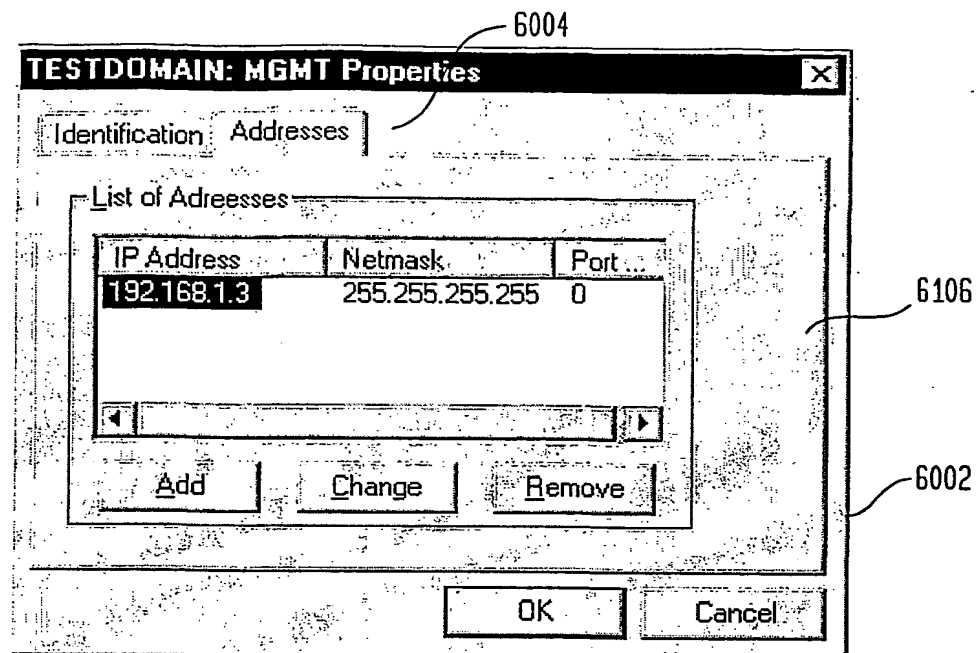 6004
TESTDOMAIN: MGMT Properties
Identification Addresses
List of Adreesses
IP Address Netmask Port ...
192.168.1.3 255.255.255.255 0
6106
Add Change Remove
6002
OK Cancel